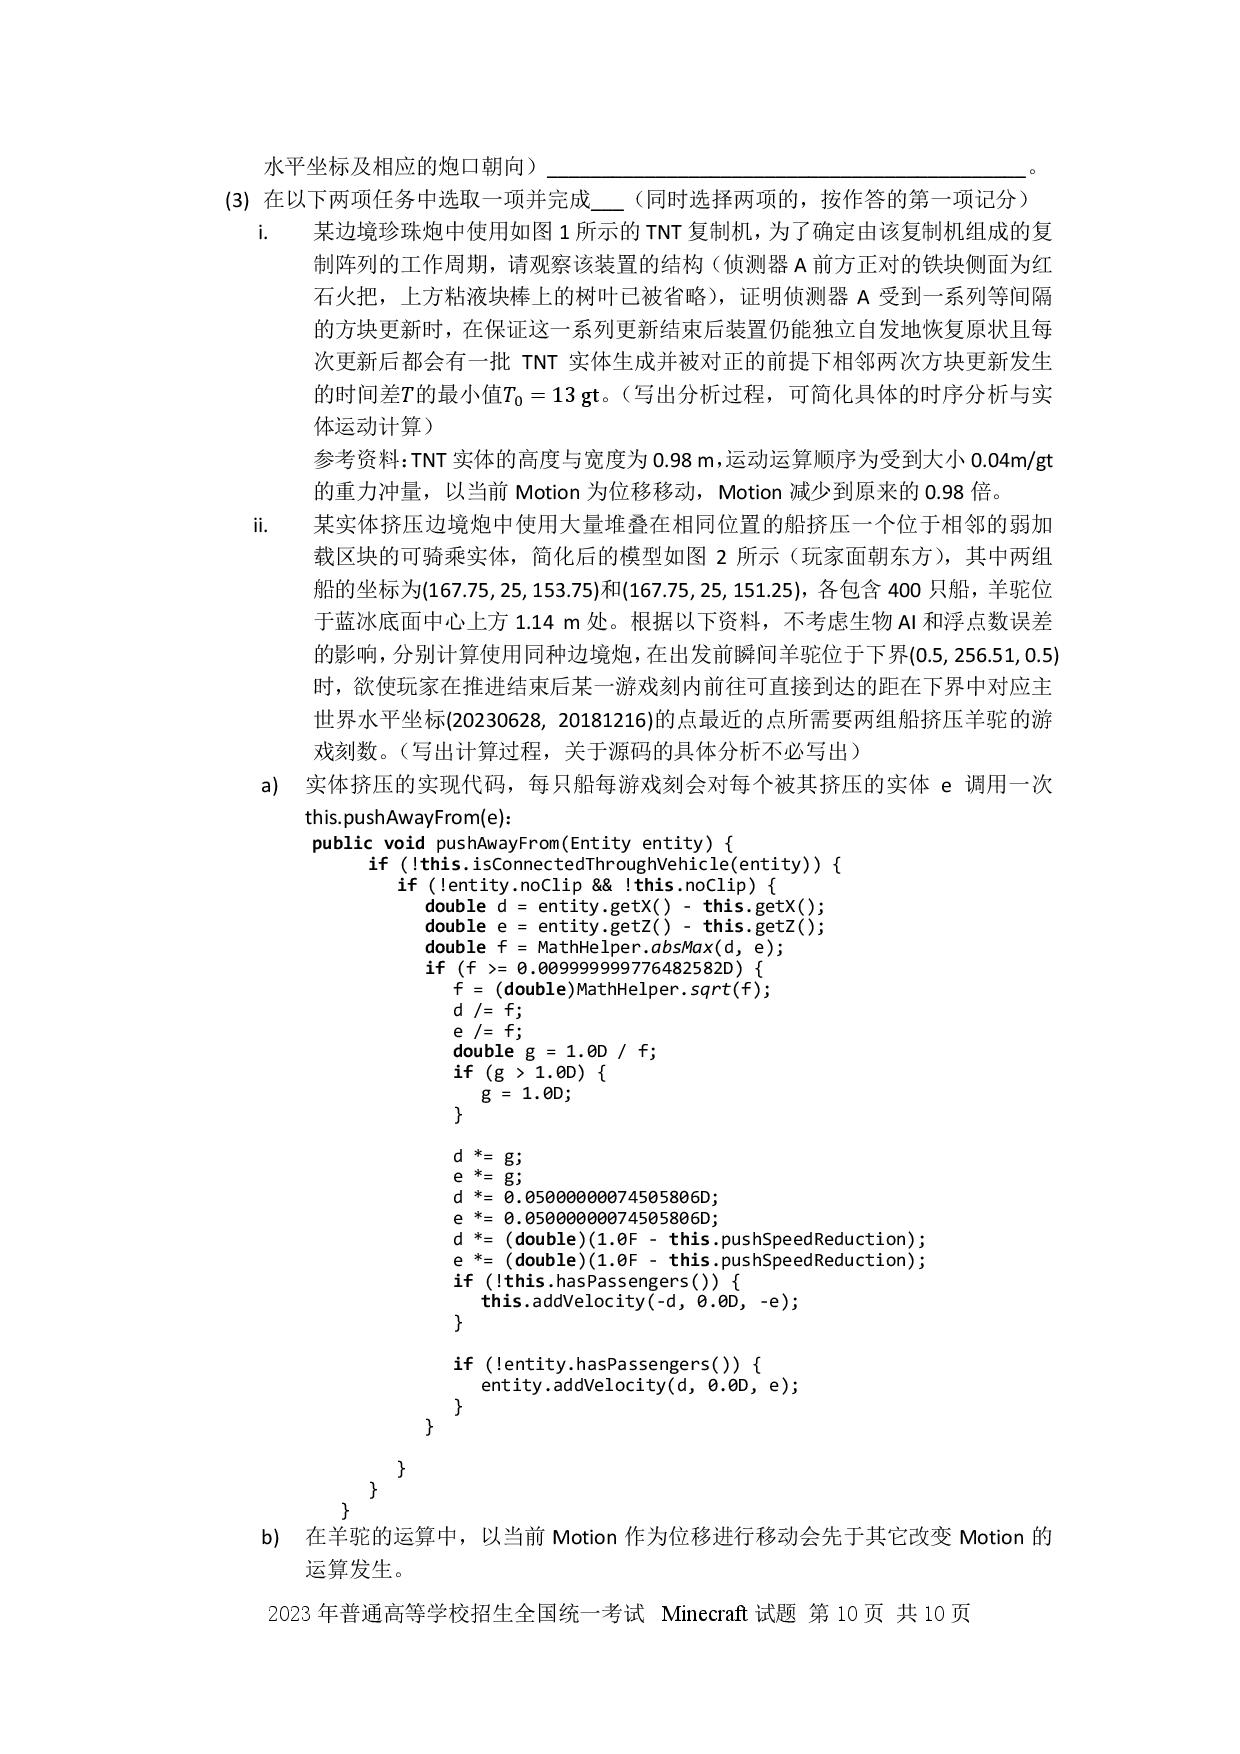 水平坐标及相应的炮口朝向）____________________________________________。
(3) 在以下两项任务中选取一项并完成___（同时选择两项的，按作答的第一项记分）
i. 某边境珍珠炮中使用如图 1 所示的 TNT 复制机，为了确定由该复制机组成的复
制阵列的工作周期，请观察该装置的结构（侦测器 A 前方正对的铁块侧面为红
石火把，上方粘液块棒上的树叶已被省略），证明侦测器 A 受到一系列等间隔
的方块更新时，在保证这一系列更新结束后装置仍能独立自发地恢复原状且每
次更新后都会有一批 TNT 实体生成并被对正的前提下相邻两次方块更新发生
的时间差T的最小值T₀ = 13 gt。（写出分析过程，可简化具体的时序分析与实
体运动计算）
参考资料：TNT 实体的高度与宽度为 0.98 m，运动运算顺序为受到大小 0.04m/gt
的重力冲量，以当前 Motion 为位移移动，Motion 减少到原来的 0.98 倍。
ii. 某实体挤压边境炮中使用大量堆叠在相同位置的船挤压一个位于相邻的弱加
载区块的可骑乘实体，简化后的模型如图 2 所示（玩家面朝东方），其中两组
船的坐标为(167.75, 25, 153.75)和(167.75, 25, 151.25)，各包含 400 只船，羊驼位
于蓝冰底面中心上方 1.14 m 处。根据以下资料，不考虑生物 AI 和浮点数误差
的影响，分别计算使用同种边境炮，在出发前瞬间羊驼位于下界(0.5, 256.51, 0.5)
时，欲使玩家在推进结束后某一游戏刻内前往可直接到达的距在下界中对应主
世界水平坐标(20230628, 20181216)的点最近的点所需要两组船挤压羊驼的游
戏刻数。（写出计算过程，关于源码的具体分析不必写出）
a) 实体挤压的实现代码，每只船每游戏刻会对每个被其挤压的实体 e 调用一次
this.pushAwayFrom(e)：
public void pushAwayFrom(Entity entity) {
if (!this.isConnectedThroughVehicle(entity)) {
if (!entity.noClip && !this.noClip) {
double d = entity.getX() - this.getX();
double e = entity.getZ() - this.getZ();
double f = MathHelper.absMax(d, e);
if (f >= 0.009999999776482582D) {
f = (double)MathHelper.sqrt(f);
d /= f;
e /= f;
double g = 1.0D / f;
if (g > 1.0D) {
g = 1.0D;
}
d *= g;
e *= g;
d *= 0.05000000074505806D;
e *= 0.05000000074505806D;
d *= (double)(1.0F - this.pushSpeedReduction);
e *= (double)(1.0F - this.pushSpeedReduction);
if (!this.hasPassengers()) {
this.addVelocity(-d, 0.0D, -e);
}
if (!entity.hasPassengers()) {
entity.addVelocity(d, 0.0D, e);
}
}
}
}
}
b) 在羊驼的运算中，以当前 Motion 作为位移进行移动会先于其它改变 Motion 的
运算发生。
2023 年普通高等学校招生全国统一考试 Minecraft 试题 第 10 页 共 10 页